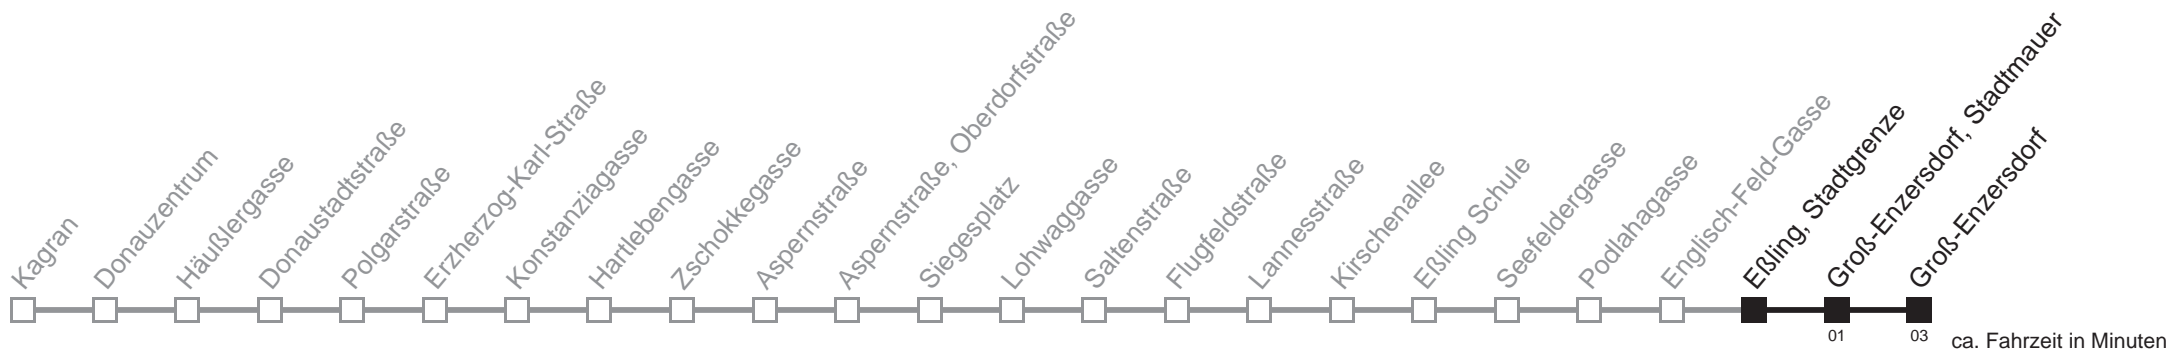 Kagran
Donauzentrum
Häußlergasse
Donaustadtstraße
Polgarstraße
Erzherzog-Karl-Straße
Konstanziagasse
Hartlebengasse
Zschokkegasse
Aspernstraße
Aspernstraße, Oberdorfstraße
Siegesplatz
Lohwaggasse
Saltenstraße
Flugfeldstraße
Lannesstraße
Kirschenallee
Eßling Schule
Seefeldergasse
Podlahagasse
Englisch-Feld-Gasse
Eßling, Stadtgrenze
Groß-Enzersdorf, Stadtmauer
Groß-Enzersdorf
01
03
ca. Fahrzeit in Minuten